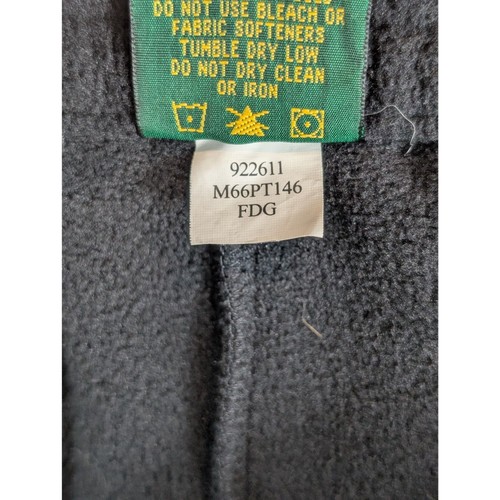 DO NOT USE BLEACH OR
FABRIC SOFTENERS
TUMBLE DRY LOW
DO NOT DRY CLEAN
OR IRON
922611
M66PT146
FDG